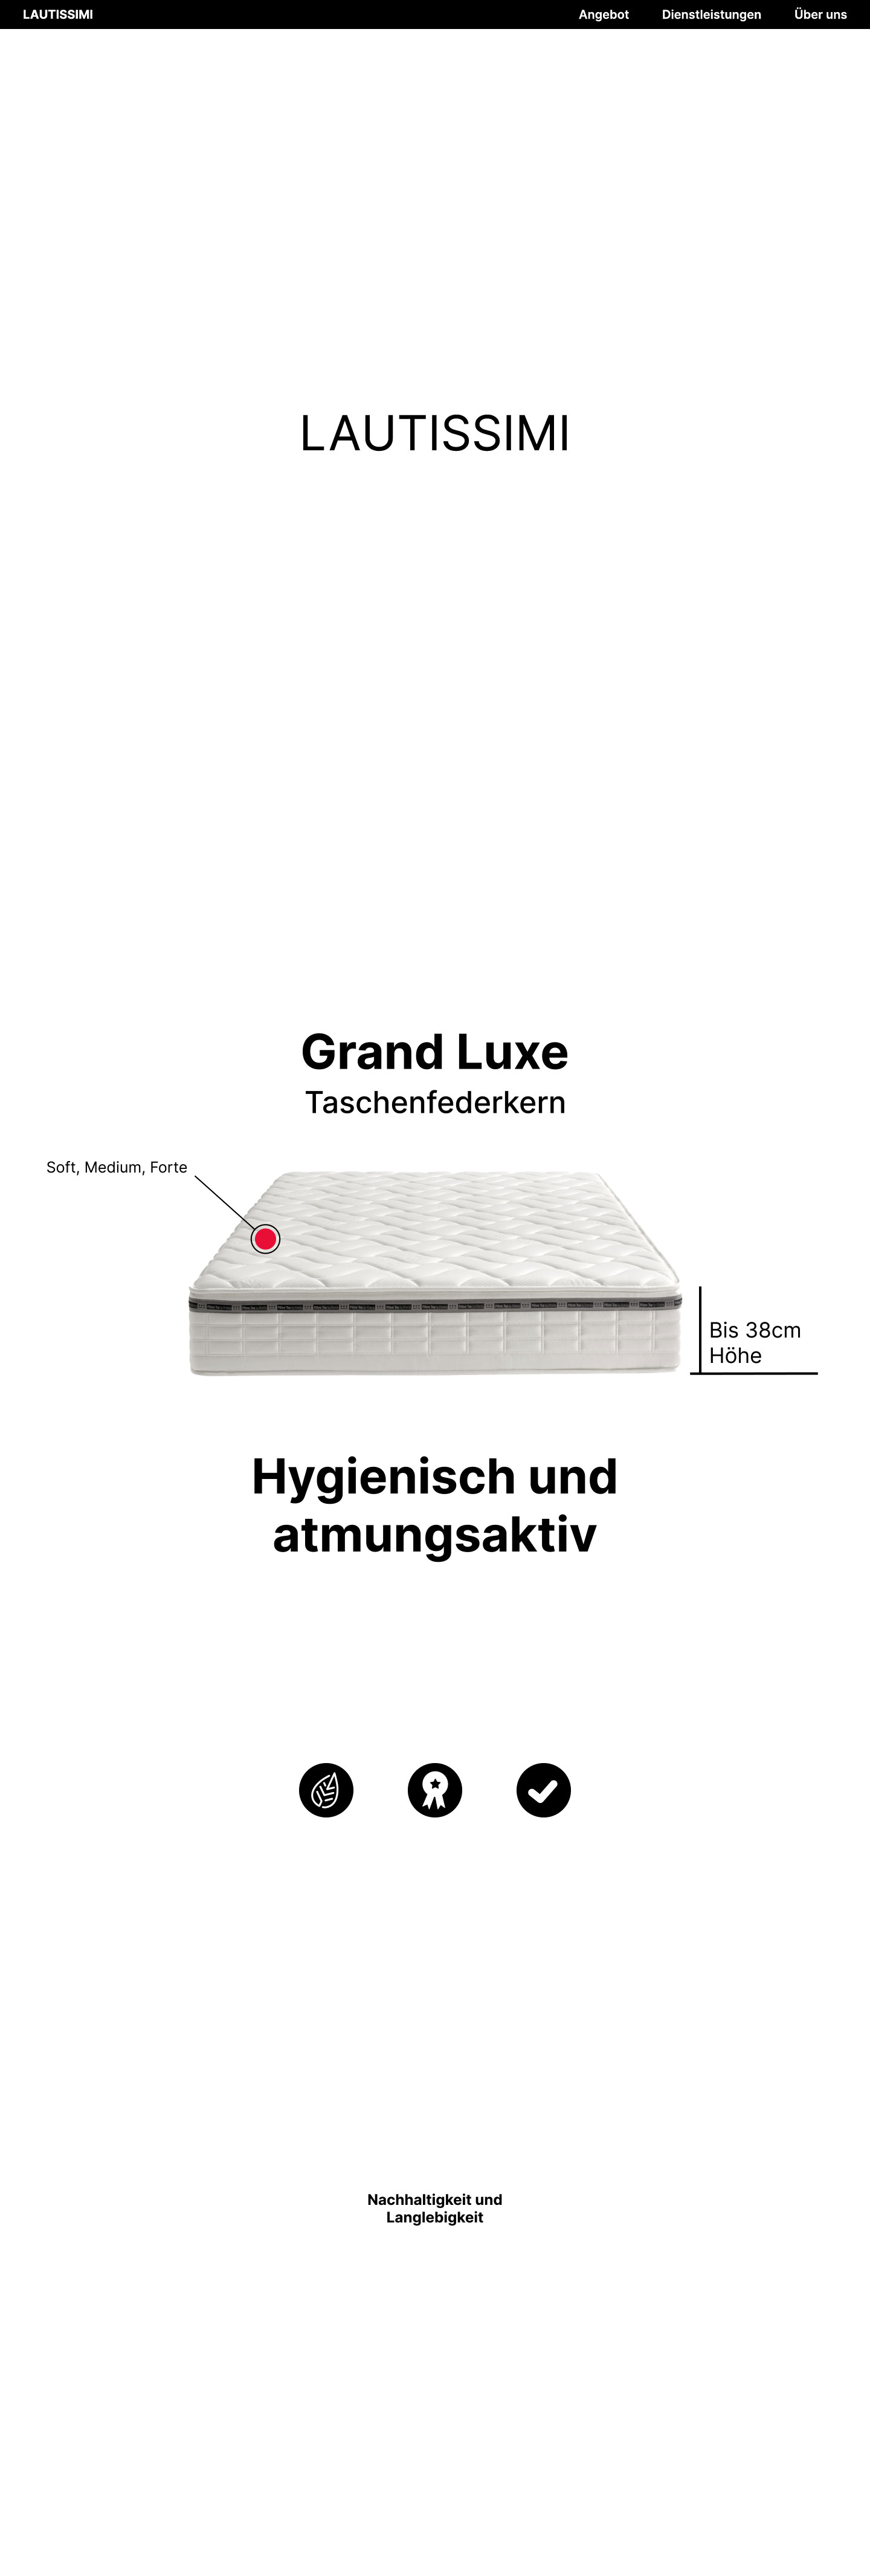 LAUTISSIMI
Angebot
Dienstleistungen
Über uns
LAUTISSIMI
Grand Luxe
Taschenfederkern
Soft, Medium, Forte
Bis 38cm
Höhe
Hygienisch und
atmungsaktiv
Nachhaltigkeit und
Langlebigkeit